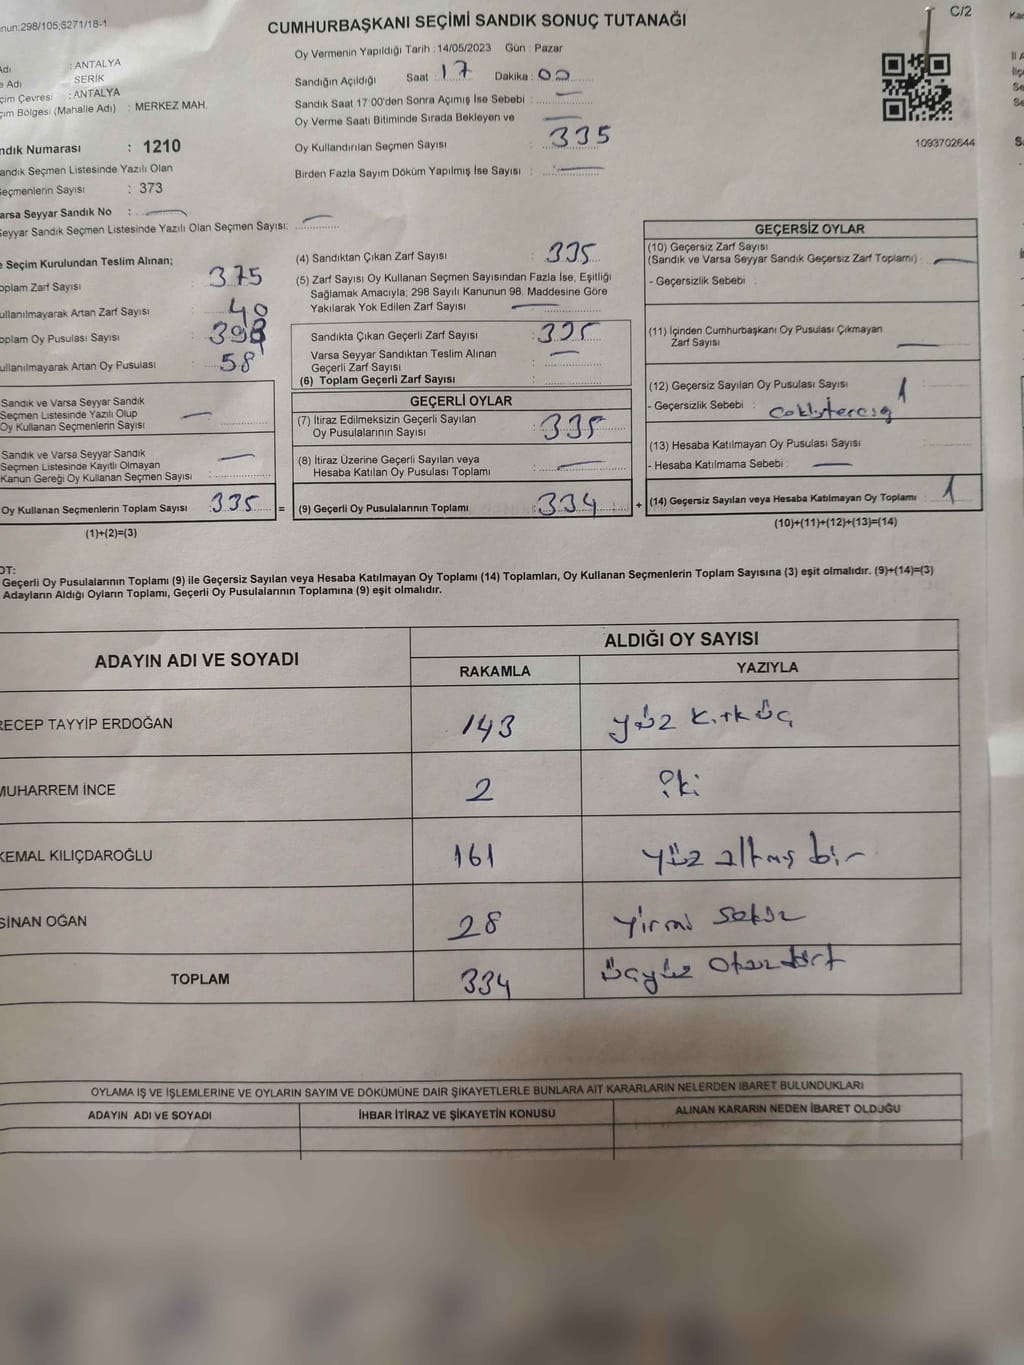 nun:298/105;6271/18-1
CUMHURBAŞKANI SEÇİMİ SANDIK SONUÇ TUTANAĞI
C/2
Adı : ANTALYA
e Adı : SERİK
çim Çevresi : ANTALYA
çim Bölgesi (Mahalle Adı) : MERKEZ MAH.
ndık Numarası : 1210
andık Seçmen Listesinde Yazılı Olan
eçmenlerin Sayısı : 373
arsa Seyyar Sandık No : —
eyyar Sandık Seçmen Listesinde Yazılı Olan Seçmen Sayısı: —
Oy Vermenin Yapıldığı Tarih : 14/05/2023 Gün : Pazar
Sandığın Açıldığı Saat : 17 Dakika : 00
Sandık Saat 17:00'den Sonra Açımış İse Sebebi : —
Oy Verme Saati Bitiminde Sırada Bekleyen ve —
Oy Kullandırılan Seçmen Sayısı : 335
Birden Fazla Sayım Döküm Yapılmış İse Sayısı : —
1093702644
e Seçim Kurulundan Teslim Alınan;
oplam Zarf Sayısı : 375
ullanılmayarak Artan Zarf Sayısı : 40
oplam Oy Pusulası Sayısı :
ullanılmayarak Artan Oy Pusulası : 58
Sandık ve Varsa Seyyar Sandık
Seçmen Listesinde Yazılı Olup
Oy Kullanan Seçmenlerin Sayısı —
Sandık ve Varsa Seyyar Sandık
Seçmen Listesinde Kayıtlı Olmayan
Kanun Gereği Oy Kullanan Seçmen Sayısı : —
Oy Kullanan Seçmenlerin Toplam Sayısı : 335 =
(1)+(2)=(3)
(4) Sandıktan Çıkan Zarf Sayısı : 335
(5) Zarf Sayısı Oy Kullanan Seçmen Sayısından Fazla İse, Eşitliği
Sağlamak Amacıyla; 298 Sayılı Kanunun 98. Maddesine Göre
Yakılarak Yok Edilen Zarf Sayısı : —
Sandıkta Çıkan Geçerli Zarf Sayısı : 335
Varsa Seyyar Sandıktan Teslim Alınan —
Geçerli Zarf Sayısı :
(6) Toplam Geçerli Zarf Sayısı :
GEÇERLİ OYLAR
(7) İtiraz Edilmeksizin Geçerli Sayılan
Oy Pusulalarının Sayısı : 335
(8) İtiraz Üzerine Geçerli Sayılan veya
Hesaba Katılan Oy Pusulası Toplamı : —
(9) Geçerli Oy Pusulalarının Toplamı : 334 +
GEÇERSİZ OYLAR
(10) Geçersiz Zarf Sayısı
(Sandık ve Varsa Seyyar Sandık Geçersiz Zarf Toplamı) : —
- Geçersizlik Sebebi :
(11) İçinden Cumhurbaşkanı Oy Pusulası Çıkmayan
Zarf Sayısı —
(12) Geçersiz Sayılan Oy Pusulası Sayısı : 1
- Geçersizlik Sebebi :
(13) Hesaba Katılmayan Oy Pusulası Sayısı :
- Hesaba Katılmama Sebebi : —
(14) Geçersiz Sayılan veya Hesaba Katılmayan Oy Toplamı : 1
(10)+(11)+(12)+(13)=(14)
OT:
Geçerli Oy Pusulalarının Toplamı (9) ile Geçersiz Sayılan veya Hesaba Katılmayan Oy Toplamı (14) Toplamları, Oy Kullanan Seçmenlerin Toplam Sayısına (3) eşit olmalıdır. (9)+(14)=(3)
Adayların Aldığı Oyların Toplamı, Geçerli Oy Pusulalarının Toplamına (9) eşit olmalıdır.
ADAYIN ADI VE SOYADI
ALDIĞI OY SAYISI
RAKAMLA YAZIYLA
RECEP TAYYİP ERDOĞAN 143 yüz kırk üç
MUHARREM İNCE 2 iki
KEMAL KILIÇDAROĞLU 161 yüz altmış bir
SİNAN OĞAN 28 yirmi sekiz
TOPLAM 334 üçyüz otuz dört
OYLAMA İŞ VE İŞLEMLERİNE VE OYLARIN SAYIM VE DÖKÜMÜNE DAİR ŞİKAYETLERLE BUNLARA AİT KARARLARIN NELERDEN İBARET BULUNDUKLARI
ADAYIN ADI VE SOYADI İHBAR İTİRAZ VE ŞİKAYETİN KONUSU ALINAN KARARIN NEDEN İBARET OLDUĞU